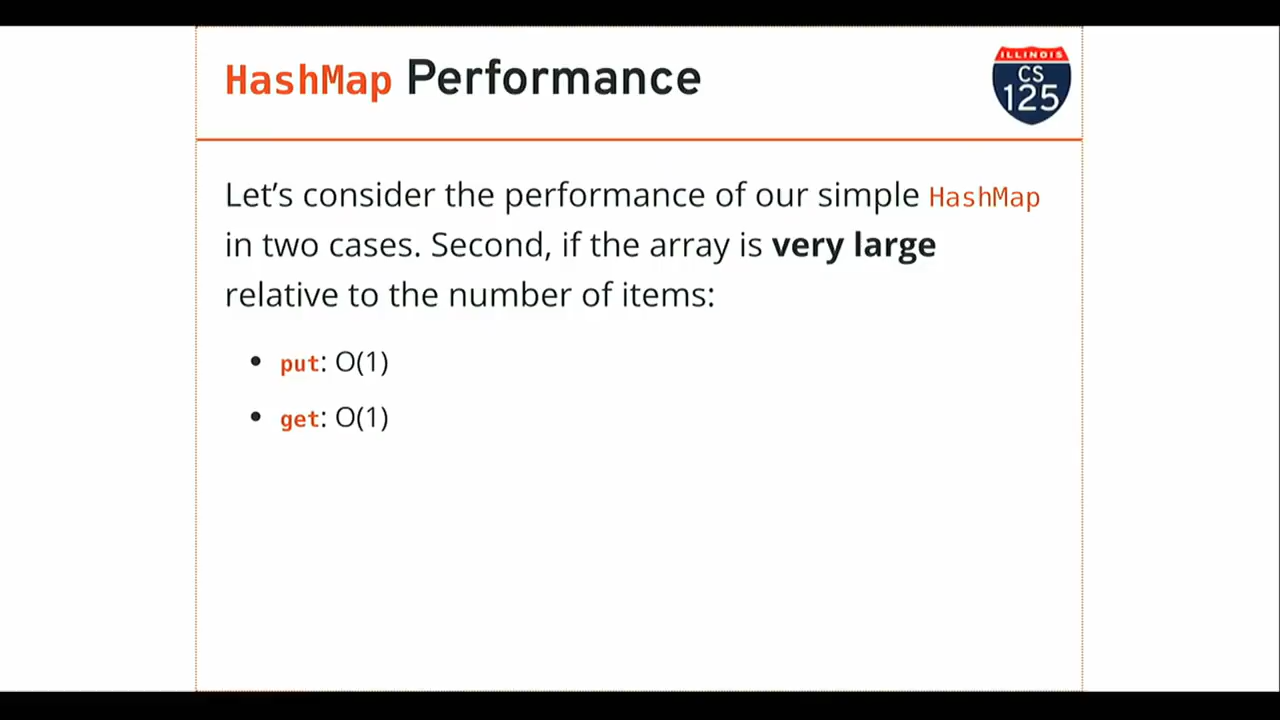 HashMap Performance
ILLINOIS
CS
125
Let's consider the performance of our simple HashMap
in two cases. Second, if the array is very large
relative to the number of items:
• put: O(1)
• get: O(1)